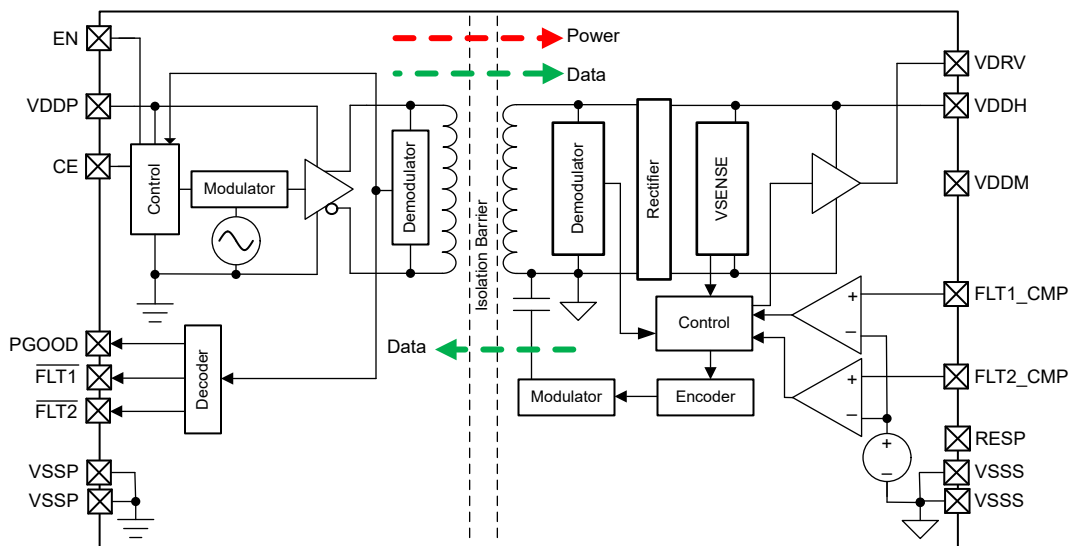 EN
Power
VDRV
Data
VDDP
VDDH
CE
Control
Modulator
Demodulator
Isolation Barrier
Demodulator
Rectifier
VSENSE
VDDM
FLT1_CMP
+
−
Control
PGOOD
Data
FLT1
FLT2
Decoder
FLT2_CMP
+
−
Modulator
Encoder
RESP
+
−
VSSP
VSSS
VSSP
VSSS